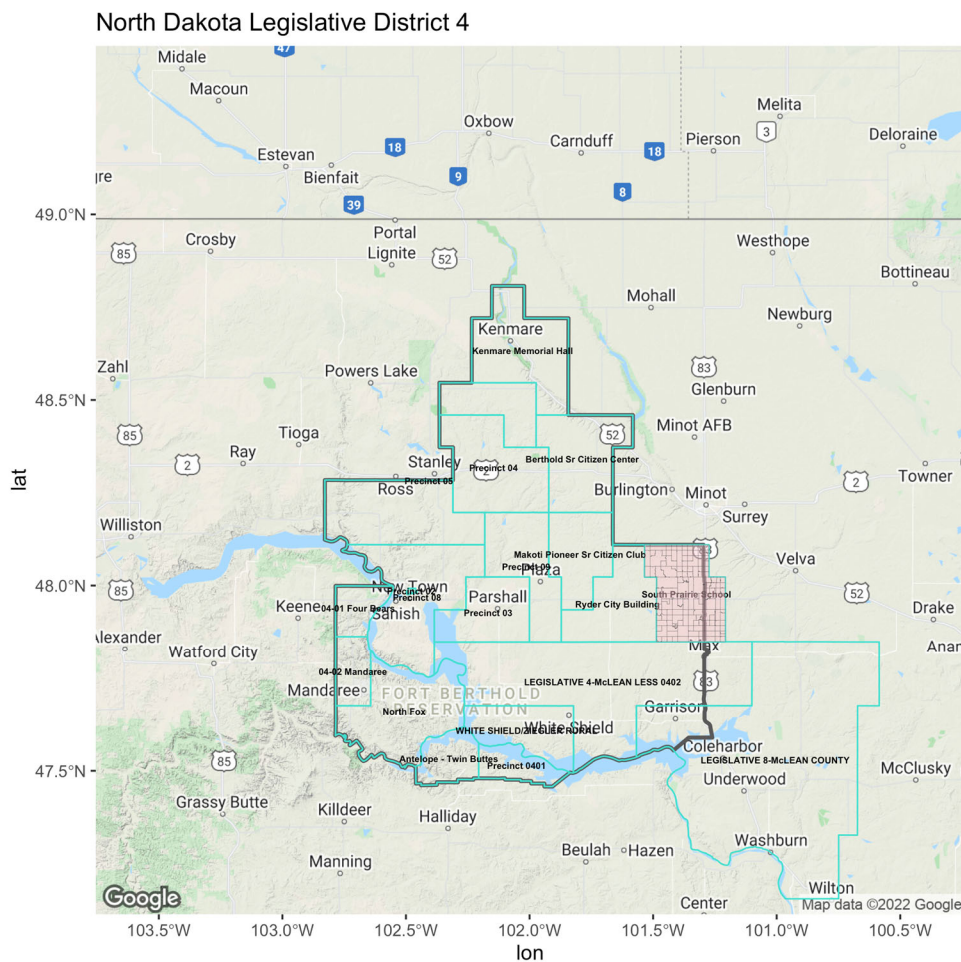 North Dakota Legislative District 4
47
Midale
Macoun
Oxbow
Melita
Carnduff
Pierson
3
Deloraine
Estevan
18
18
Bienfait
9
8
39
49.0°N
Portal
Crosby
85
Lignite
52
Westhope
Bottineau
Mohall
Newburg
Kenmare
Kenmare Memorial Hall
Zahl
Powers Lake
83
Glenburn
48.5°N
85
Tioga
52
Minot AFB
Ray
2
Stanley
Precinct 04
2
Berthold Sr Citizen Center
Towner
Ross
Precinct 05
Burlington
Minot
2
Surrey
Williston
83
Velva
Makoti Pioneer Sr Citizen Club
Precinct 09
Plaza
48.0°N
85
New Town
Precinct 02
Precinct 08
Parshall
South Prairie School
52
Keene
04-01 Four Bears
Sanish
Precinct 03
Ryder City Building
Drake
Alexander
Max
Watford City
04-02 Mandaree
83
LEGISLATIVE 4-McLEAN LESS 0402
Mandaree
FORT BERTHOLD
RESERVATION
North Fox
Garrison
White Shield
WHITE SHIELD/ZIEGLER RURAL
47.5°N
85
Antelope - Twin Buttes
Precinct 0401
Coleharbor
LEGISLATIVE 8-McLEAN COUNTY
McClusky
Underwood
Grassy Butte
Killdeer
Halliday
Washburn
Beulah
Hazen
Manning
Wilton
Center
Google
Map data ©2022 Google
103.5°W
103.0°W
102.5°W
102.0°W
101.5°W
101.0°W
100.5°W
lon
lat